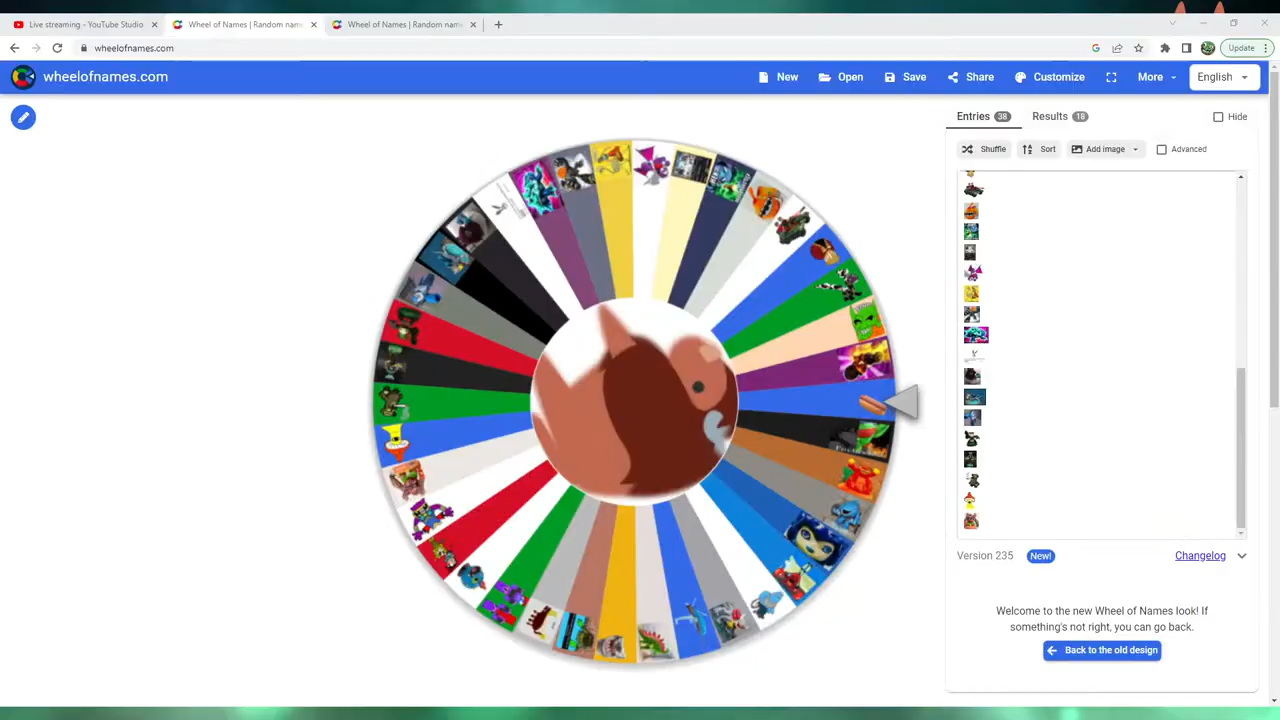 Live streaming - YouTube Studio
Wheel of Names | Random name
Wheel of Names | Random name
wheelofnames.com
Update
wheelofnames.com
New
Open
Save
Share
Customize
More
English
Entries 38
Results 18
Hide
Shuffle
Sort
Add image
Advanced
Version 235
New!
Changelog
Welcome to the new Wheel of Names look! If
something's not right, you can go back.
Back to the old design